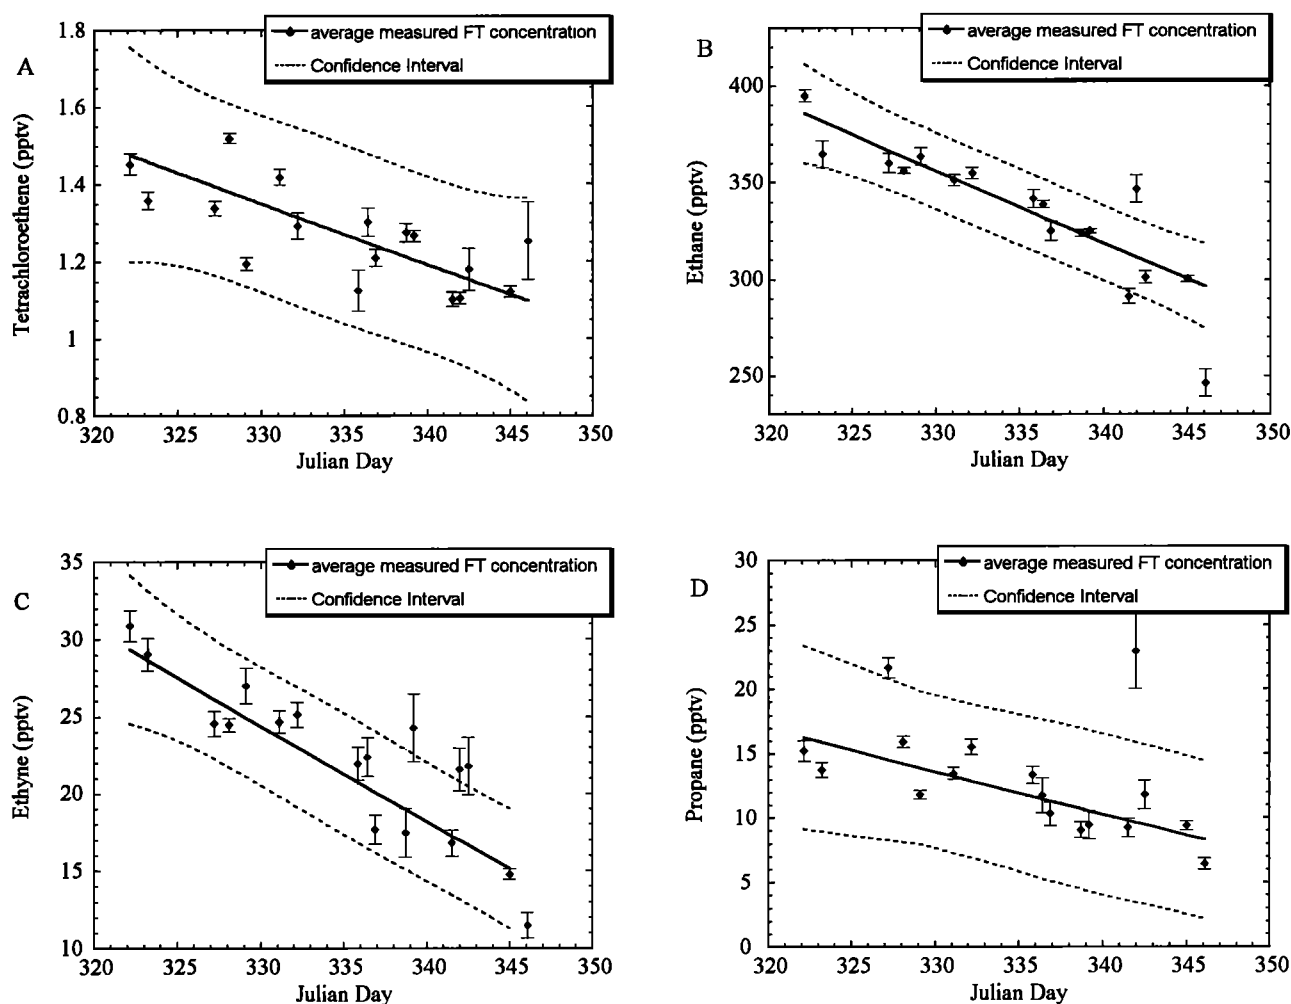 A
average measured FT concentration
Confidence Interval
Tetrachloroethene (pptv)
1.8
1.6
1.4
1.2
1
0.8
320 325 330 335 340 345 350
Julian Day
B
average measured FT concentration
Confidence Interval
Ethane (pptv)
400
350
300
250
320 325 330 335 340 345 350
Julian Day
C
average measured FT concentration
Confidence Interval
Ethyne (pptv)
35
30
25
20
15
10
320 325 330 335 340 345 350
Julian Day
D
average measured FT concentration
Confidence Interval
Propane (pptv)
30
25
20
15
10
5
0
320 325 330 335 340 345 350
Julian Day